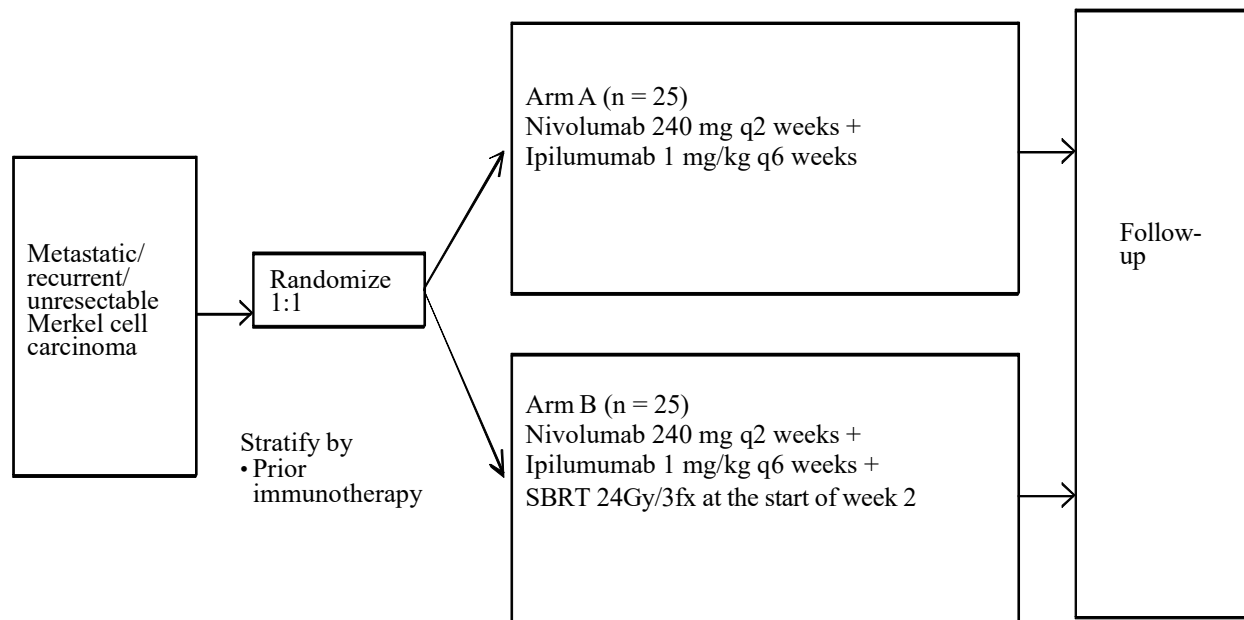 Metastatic/
recurrent/
unresectable
Merkel cell
carcinoma
Randomize
1:1
Stratify by
• Prior
immunotherapy
Arm A (n = 25)
Nivolumab 240 mg q2 weeks +
Ipilumumab 1 mg/kg q6 weeks
Arm B (n = 25)
Nivolumab 240 mg q2 weeks +
Ipilumumab 1 mg/kg q6 weeks +
SBRT 24Gy/3fx at the start of week 2
Follow-
up